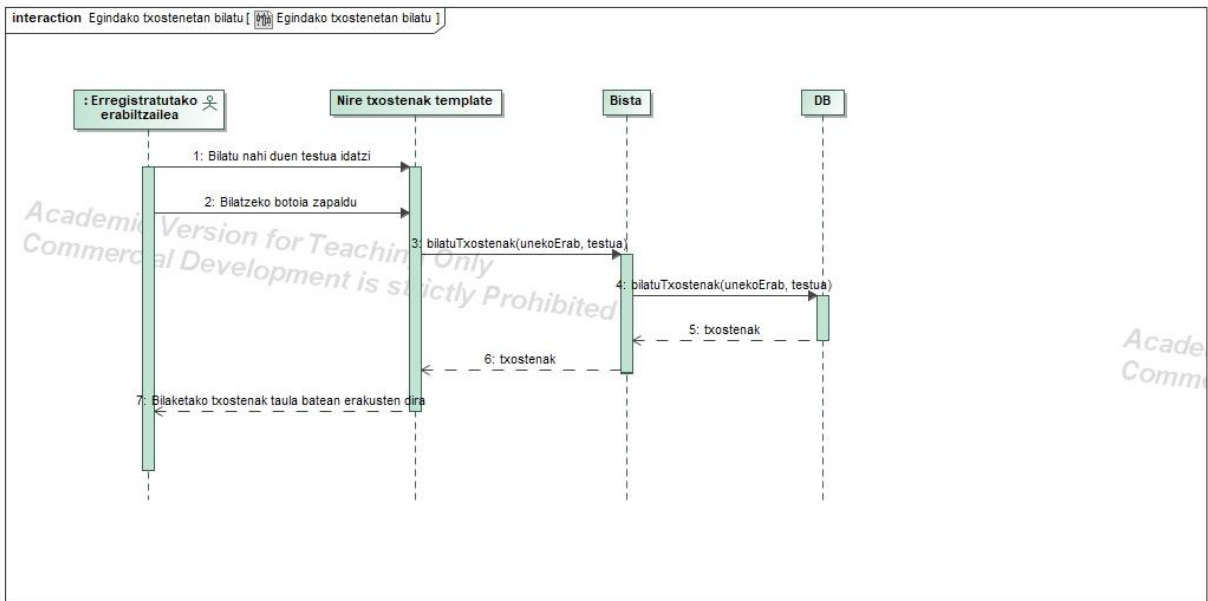 interaction Egindako txostenetan bilatu [ Egindako txostenetan bilatu ]
: Erregistratutako
erabiltzailea
Nire txostenak template
Bista
DB
1: Bilatu nahi duen testua idatzi
2: Bilatzeko botoia zapaldu
3: bilatuTxostenak(unekoErab, testua)
4: bilatuTxostenak(unekoErab, testua)
5: txostenak
6: txostenak
7: Bilaketako txostenak taula batean erakusten dira
Academic Version for Teaching Only
Commercial Development is strictly Prohibited
Acade
Comme